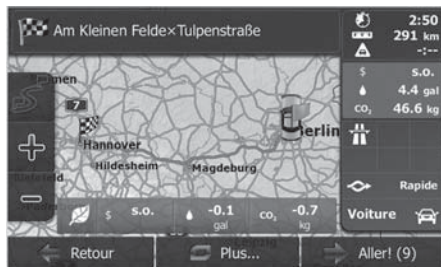 Am Kleinen Felde×Tulpenstraße
2:50
291 km
-:--
$ s.o.
4.4 gal
CO₂ 46.6 kg
men
7
Hannover
Hildesheim
Magdeburg
erlin
$ s.o.
-0.1 gal
CO₂ -0.7 kg
Rapide
Voiture
Retour
Plus...
Aller! (9)